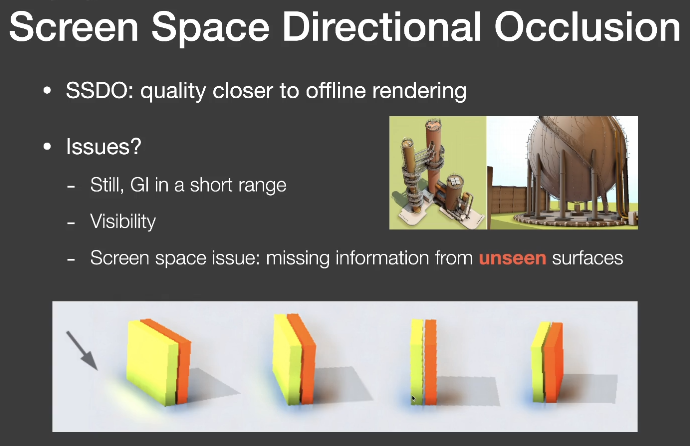 Screen Space Directional Occlusion
• SSDO: quality closer to offline rendering
• Issues?
- Still, GI in a short range
- Visibility
- Screen space issue: missing information from unseen surfaces